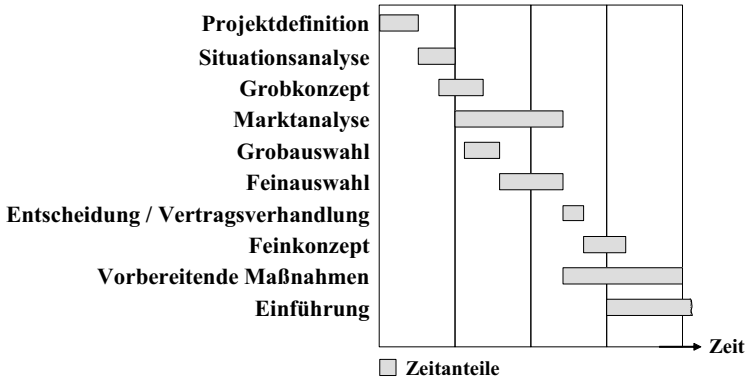 Projektdefinition
Situationsanalyse
Grobkonzept
Marktanalyse
Grobauswahl
Feinauswahl
Entscheidung / Vertragsverhandlung
Feinkonzept
Vorbereitende Maßnahmen
Einführung
Zeit
Zeitanteile